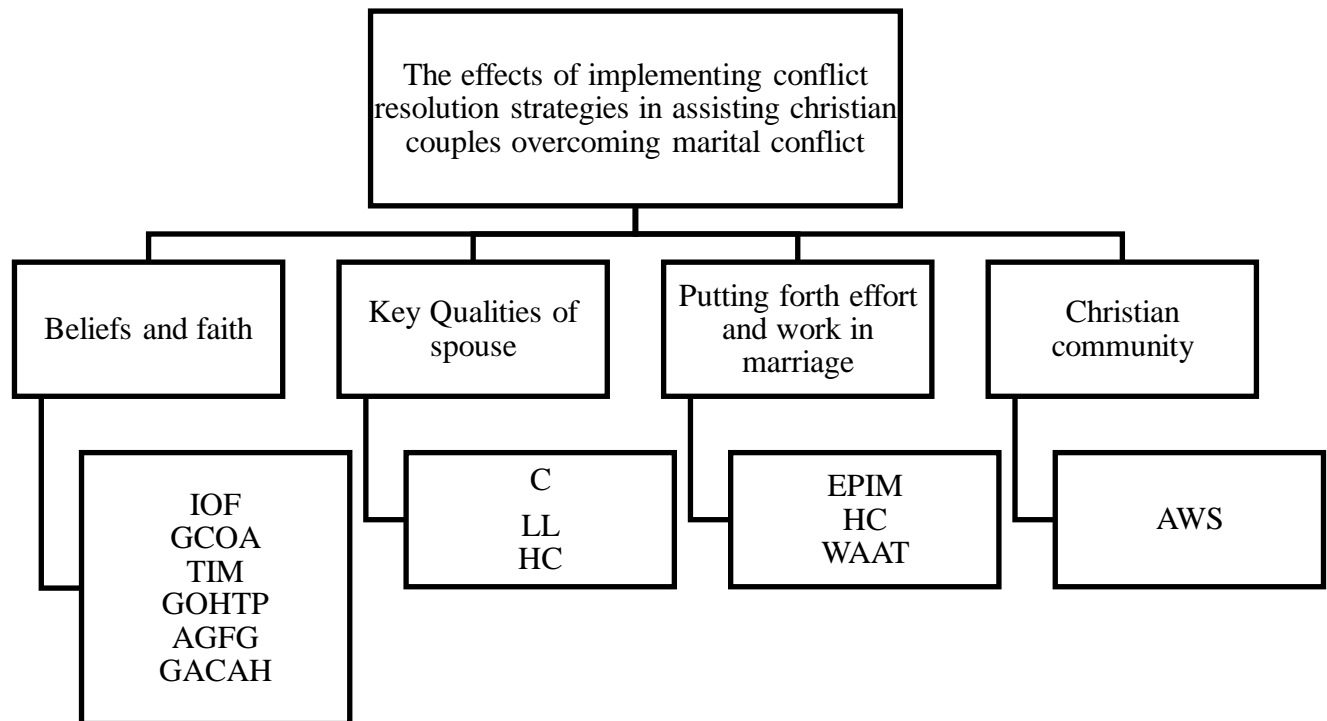 The effects of implementing conflict
resolution strategies in assisting christian
couples overcoming marital conflict
Beliefs and faith
Key Qualities of
spouse
Putting forth effort
and work in
marriage
Christian
community
IOF
GCOA
TIM
GOHTP
AGFG
GACAH
C
LL
HC
EPIM
HC
WAAT
AWS